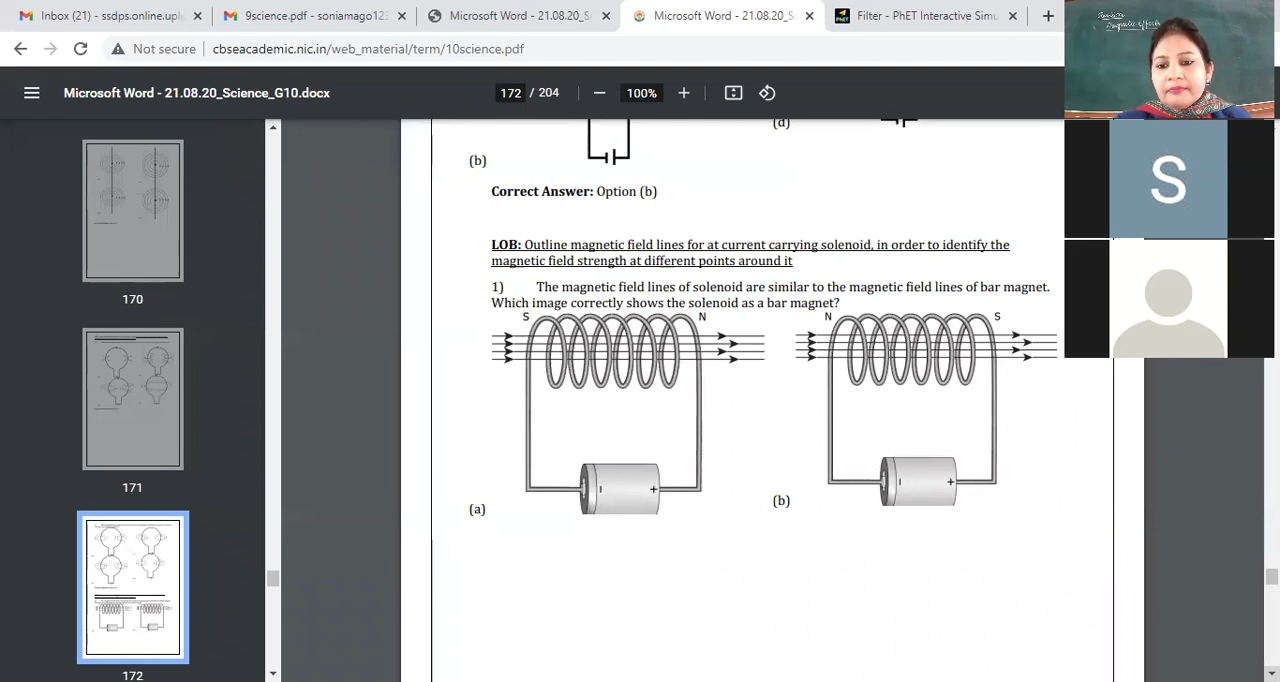 Inbox (21) - ssdps.online.upl
9science.pdf - soniamago12
Microsoft Word - 21.08.20_S
Microsoft Word - 21.08.20_S
Filter - PhET Interactive Simu
Not secure | cbseacademic.nic.in/web_material/term/10science.pdf
Microsoft Word - 21.08.20_Science_G10.docx
172 / 204
100%
170
171
172
(d)
(b)
Correct Answer: Option (b)
LOB: Outline magnetic field lines for at current carrying solenoid, in order to identify the
magnetic field strength at different points around it
1) The magnetic field lines of solenoid are similar to the magnetic field lines of bar magnet.
Which image correctly shows the solenoid as a bar magnet?
S N
N S
I +
I +
(a)
(b)
S